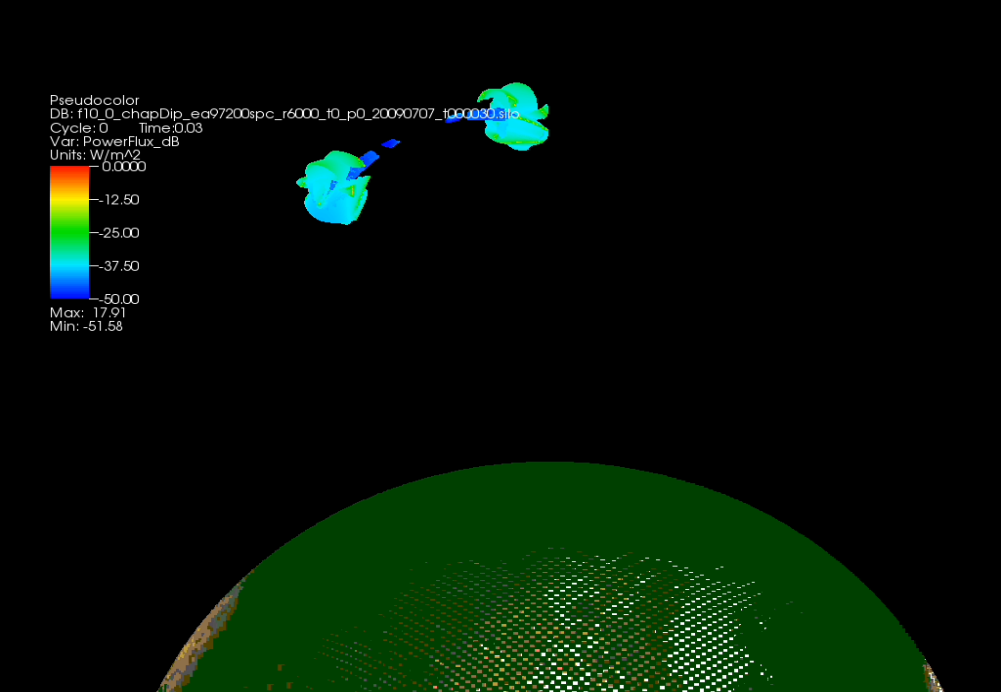 Pseudocolor
DB: f10_0_chapDip_ea97200spc_r6000_f0_p0_20090707_t000030.silo
Cycle: 0 Time:0.03
Var: PowerFlux_dB
Units: W/m^2
0.0000
-12.50
-25.00
-37.50
-50.00
Max: 17.91
Min: -51.58